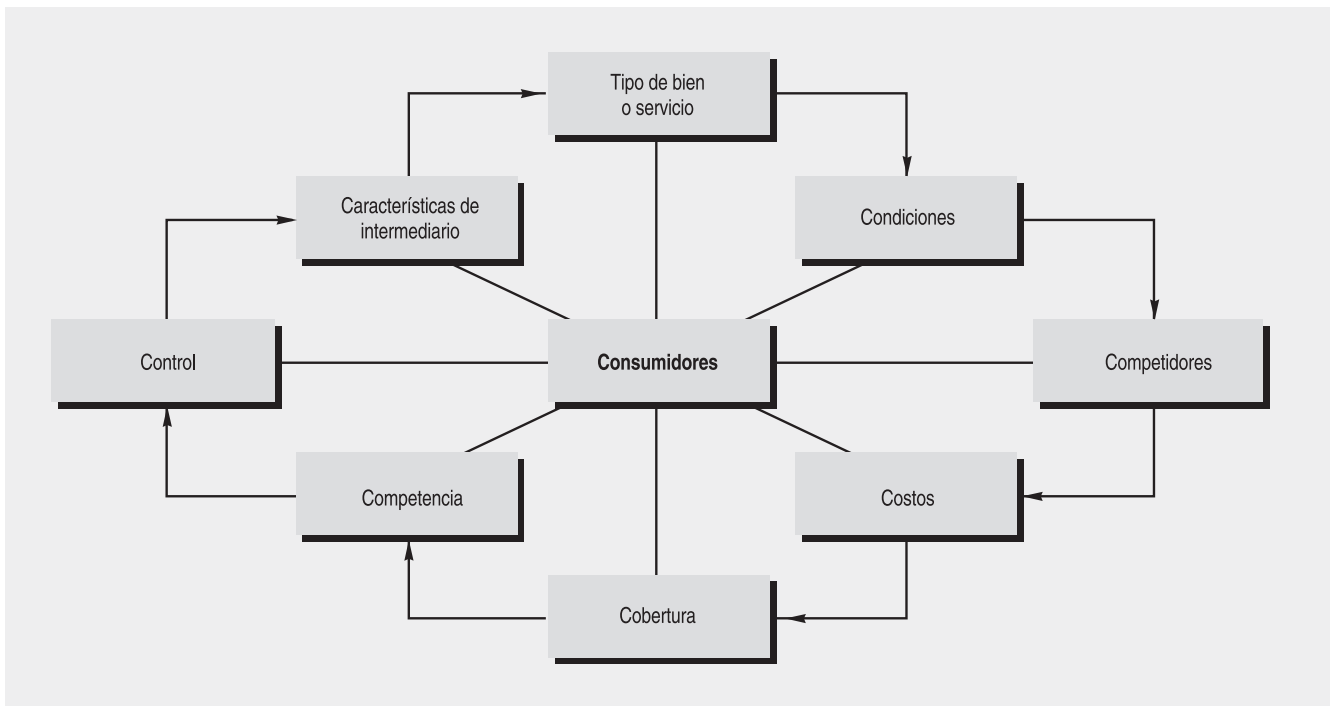 Tipo de bien
o servicio
Características de
intermediario
Condiciones
Control
Consumidores
Competidores
Competencia
Costos
Cobertura